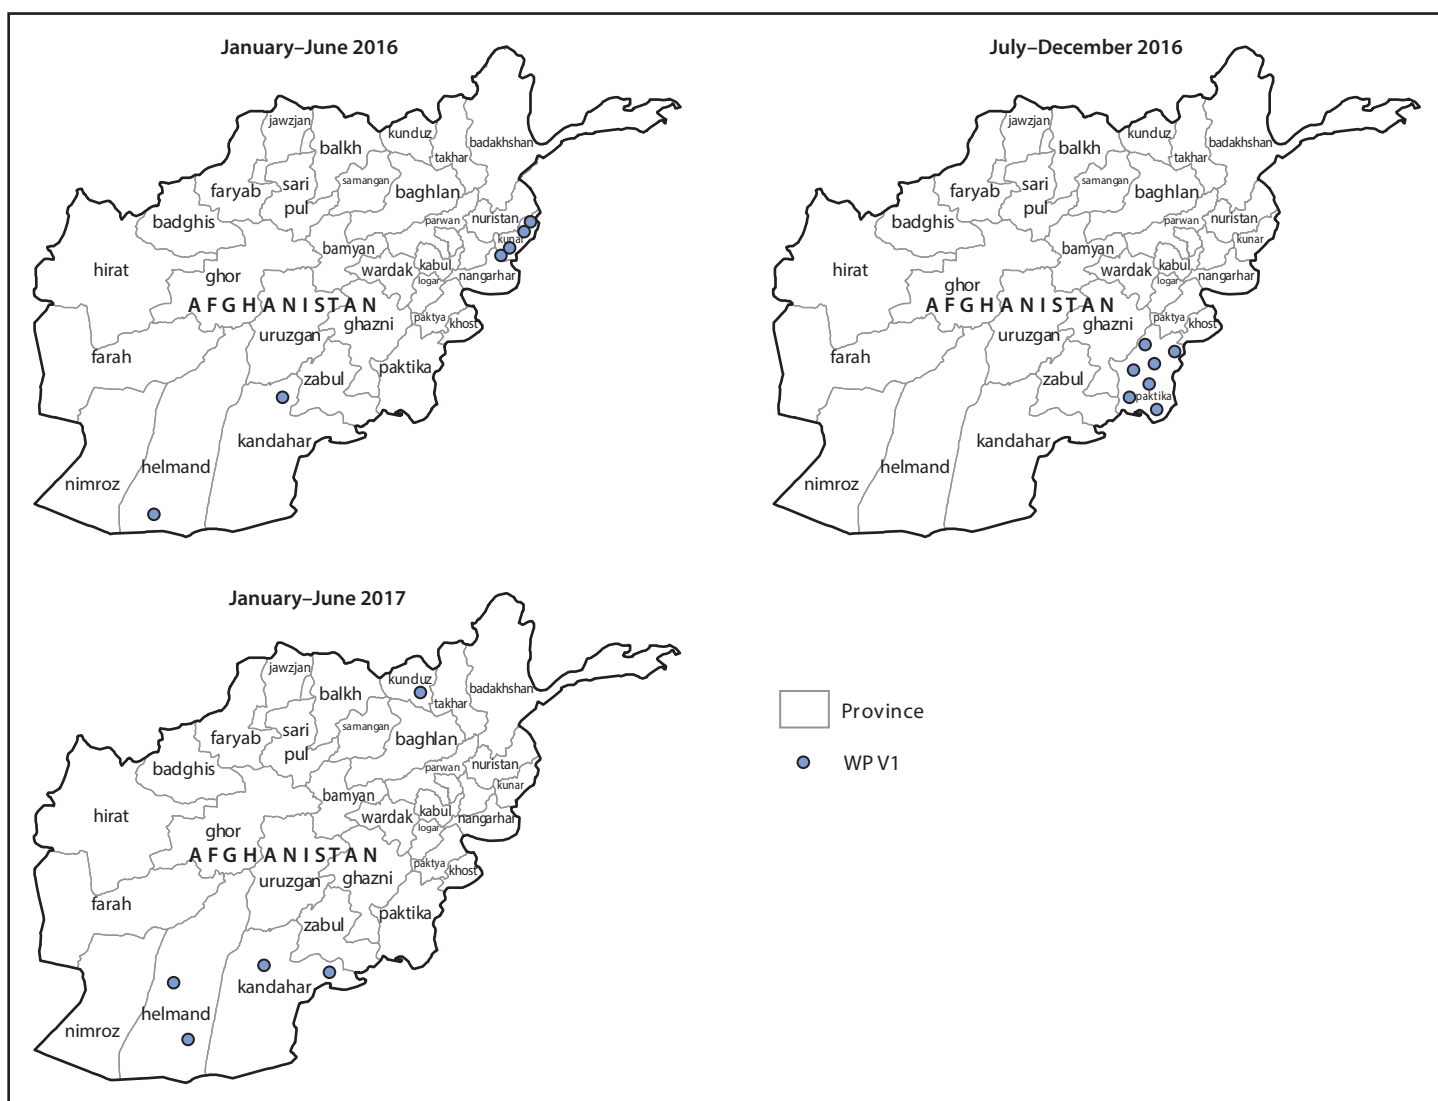 January–June 2016
jawzjan
kunduz
balkh
badakhshan
takhar
samangan
faryab
sari
pul
baghlan
badghis
parwan
nuristan
kunar
bamyan
hirat
ghor
wardak
kabul
logar
nangarhar
AFGHANISTAN
uruzgan
ghazni
paktya
khost
farah
zabul
paktika
kandahar
helmand
nimroz
July–December 2016
jawzjan
kunduz
balkh
badakhshan
takhar
samangan
faryab
sari
pul
baghlan
badghis
parwan
nuristan
kunar
bamyan
hirat
ghor
wardak
kabul
logar
nangarhar
AFGHANISTAN
uruzgan
ghazni
paktya
khost
farah
zabul
paktika
kandahar
helmand
nimroz
January–June 2017
jawzjan
kunduz
balkh
badakhshan
takhar
samangan
faryab
sari
pul
baghlan
badghis
parwan
nuristan
kunar
bamyan
hirat
ghor
wardak
kabul
logar
nangarhar
AFGHANISTAN
uruzgan
ghazni
paktya
khost
farah
zabul
paktika
kandahar
helmand
nimroz
Province
WP V1